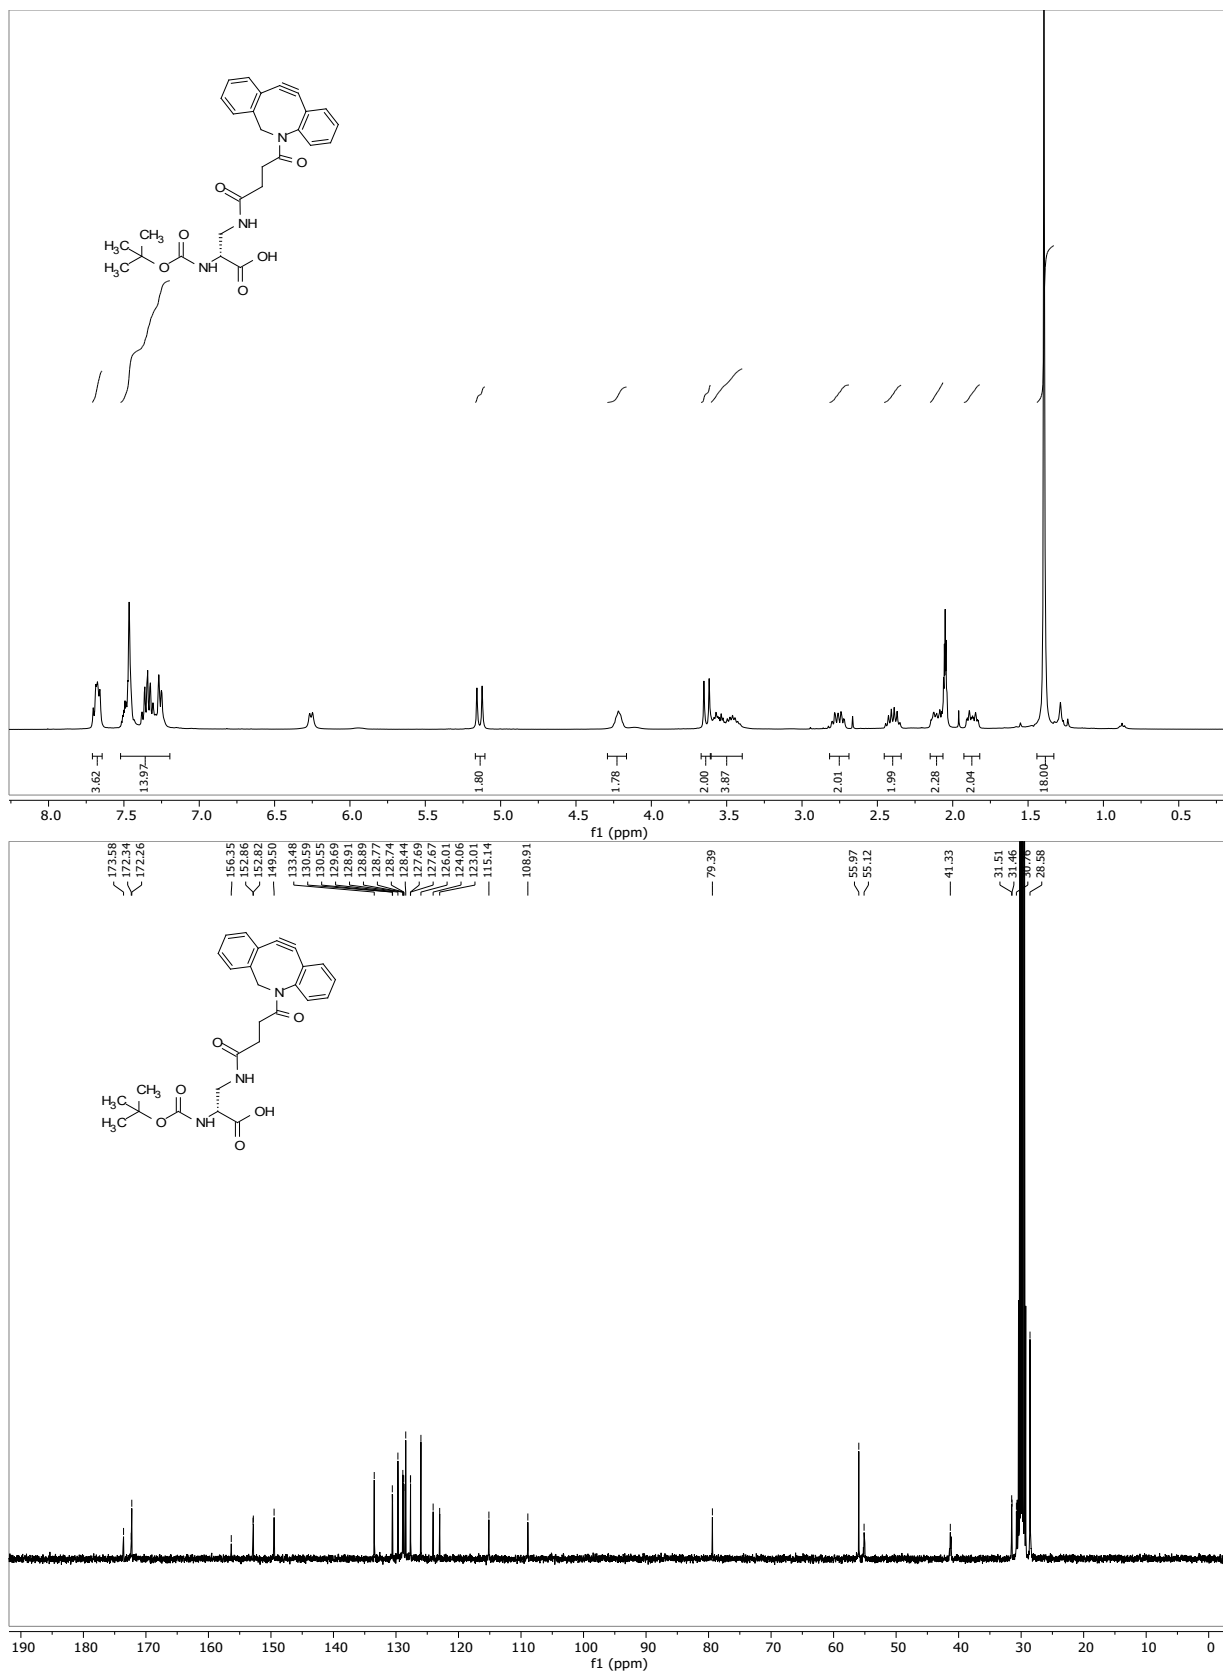 N
O
O
NH
CH₃
O
H₃C
OH
H₃C
O
NH
O
3.62
13.97
1.80
1.78
2.00
3.87
2.01
1.99
2.28
2.04
18.00
8.0 7.5 7.0 6.5 6.0 5.5 5.0 4.5 4.0 3.5 3.0 2.5 2.0 1.5 1.0 0.5
f1 (ppm)
173.58
172.34
172.26
156.35
152.86
152.82
149.50
133.48
130.59
130.55
129.69
128.91
128.89
128.77
128.74
128.44
127.69
127.67
126.01
124.06
123.01
115.14
108.91
79.39
55.97
55.12
41.33
31.51
31.46
30.76
28.58
N
O
O
NH
CH₃
O
H₃C
OH
H₃C
O
NH
O
190 180 170 160 150 140 130 120 110 100 90 80 70 60 50 40 30 20 10 0
f1 (ppm)